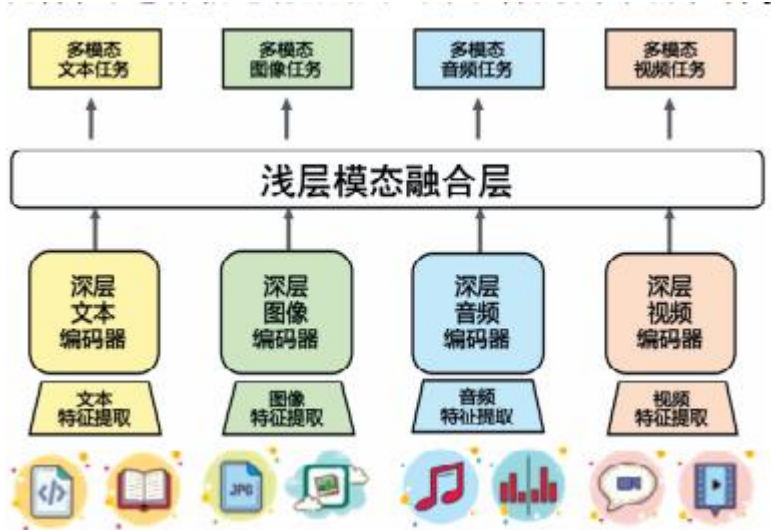 多模态
文本任务
多模态
图像任务
多模态
音频任务
多模态
视频任务
浅层模态融合层
深层
文本
编码器
深层
图像
编码器
深层
音频
编码器
深层
视频
编码器
文本
特征提取
图像
特征提取
音频
特征提取
视频
特征提取
</>
JPG